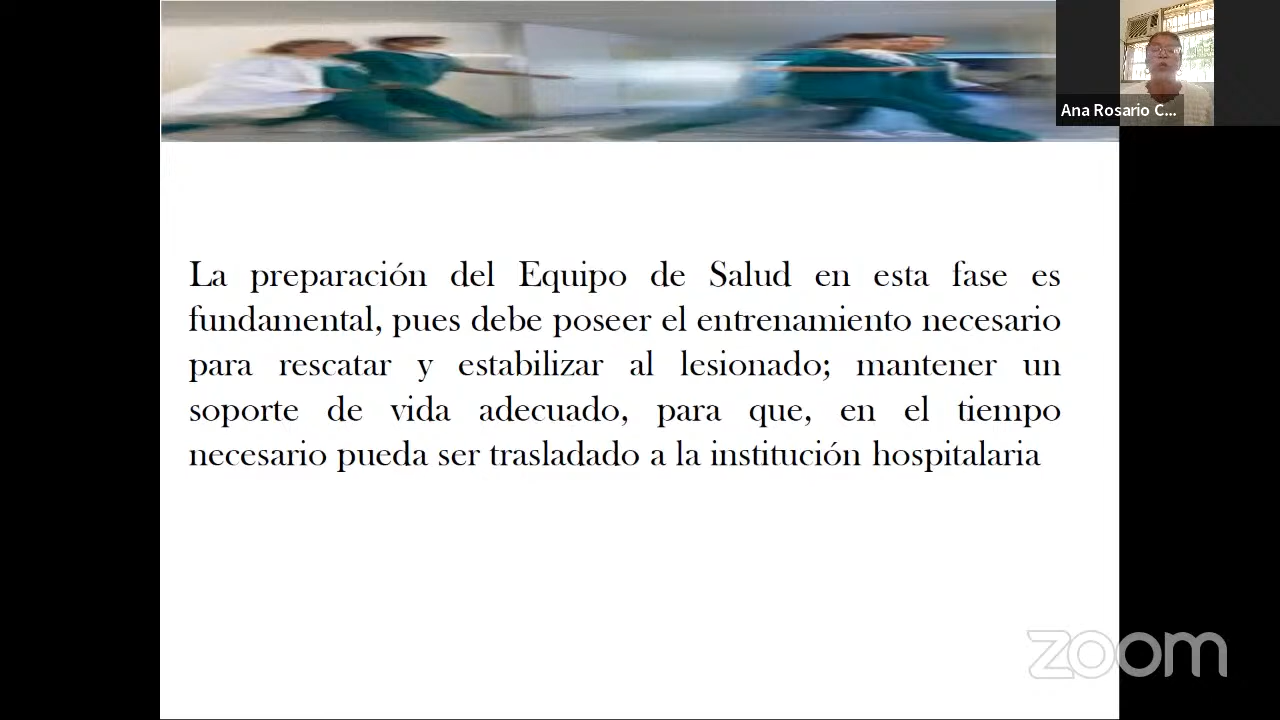 Ana Rosario C...
La preparación del Equipo de Salud en esta fase es
fundamental, pues debe poseer el entrenamiento necesario
para rescatar y estabilizar al lesionado; mantener un
soporte de vida adecuado, para que, en el tiempo
necesario pueda ser trasladado a la institución hospitalaria
zoom